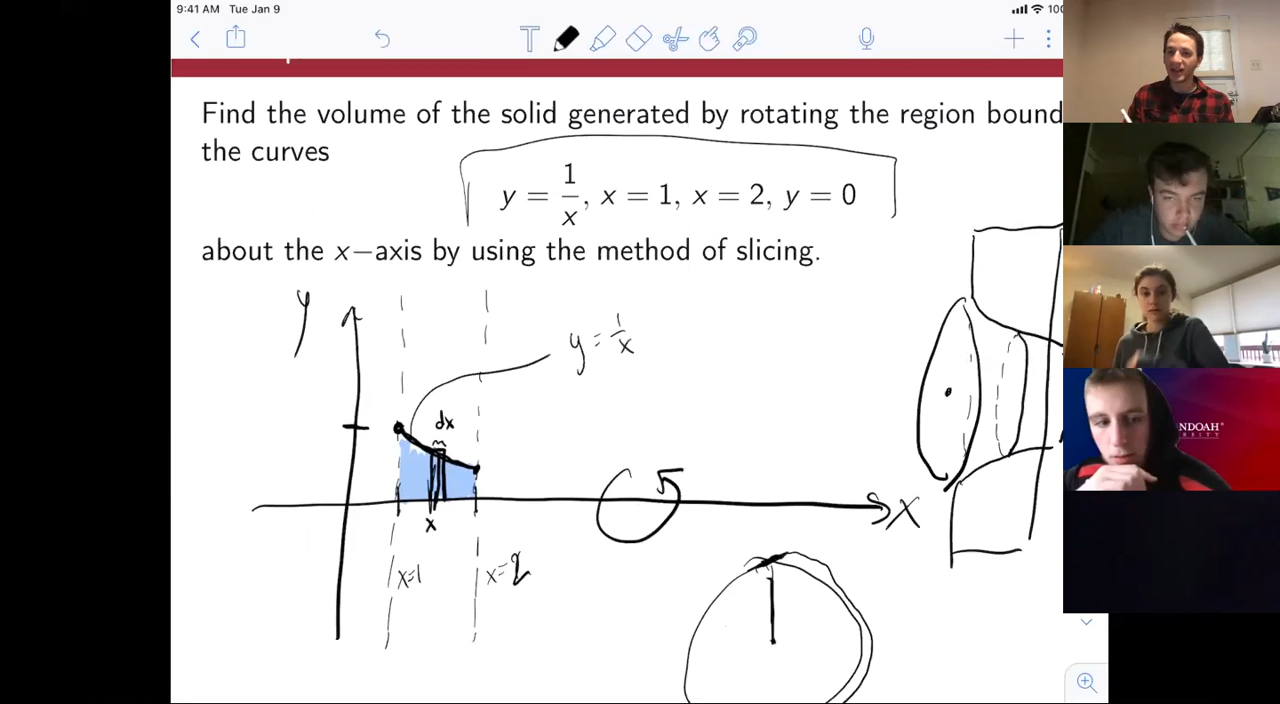 9:41 AM Tue Jan 9
100
T
Find the volume of the solid generated by rotating the region bound
the curves
y = 1/x, x = 1, x = 2, y = 0
about the x−axis by using the method of slicing.
y
y = 1/x
dx
x
x
x=1
x=2
NDOAH®